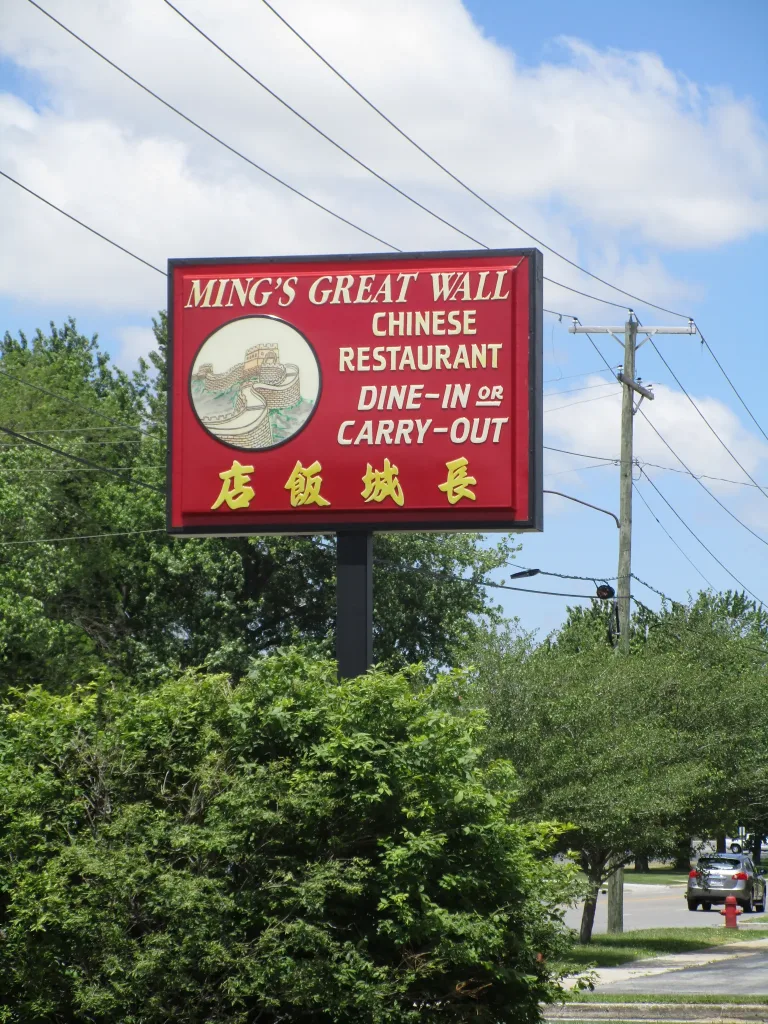 MING'S GREAT WALL
CHINESE
RESTAURANT
DINE-IN OR
CARRY-OUT
長城飯店